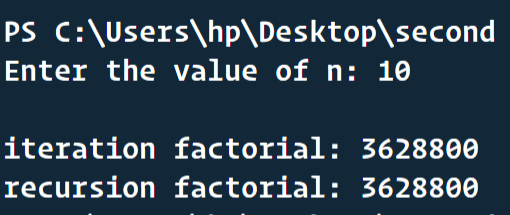 PS C:\Users\hp\Desktop\second
Enter the value of n: 10
iteration factorial: 3628800
recursion factorial: 3628800